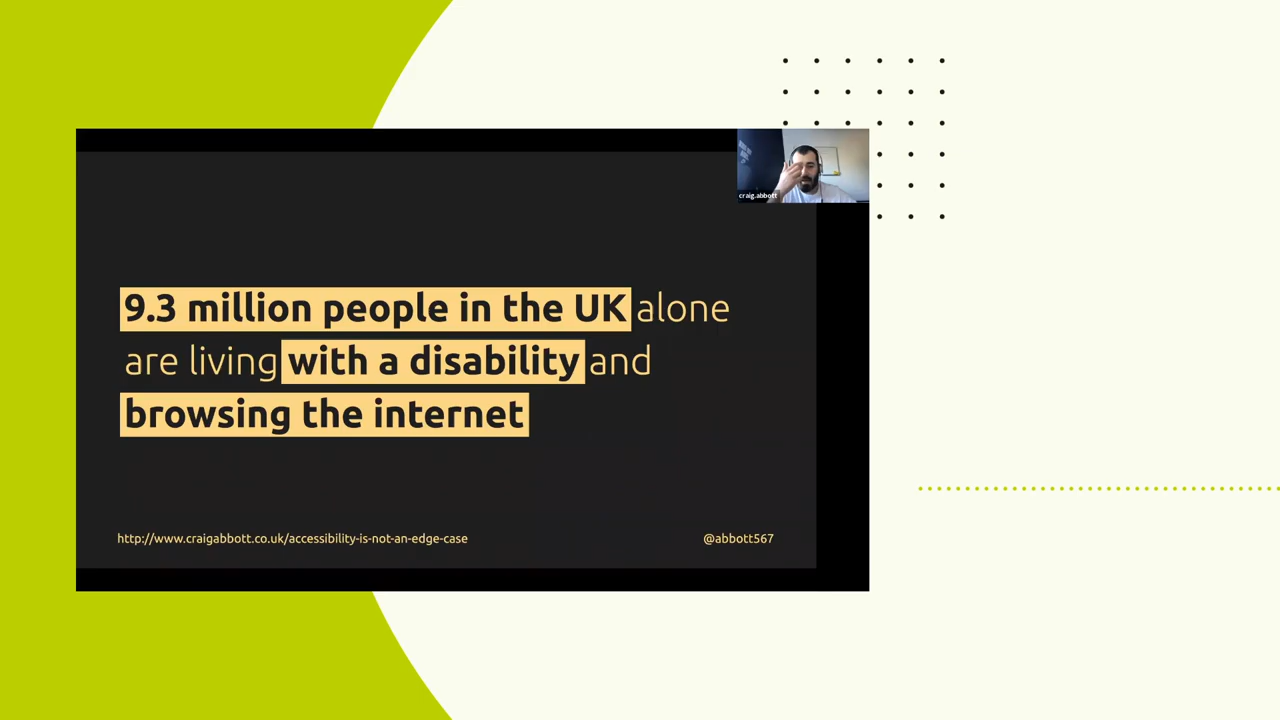 craig.abbott
9.3 million people in the UK alone
are living with a disability and
browsing the internet
http://www.craigabbott.co.uk/accessibility-is-not-an-edge-case
@abbott567